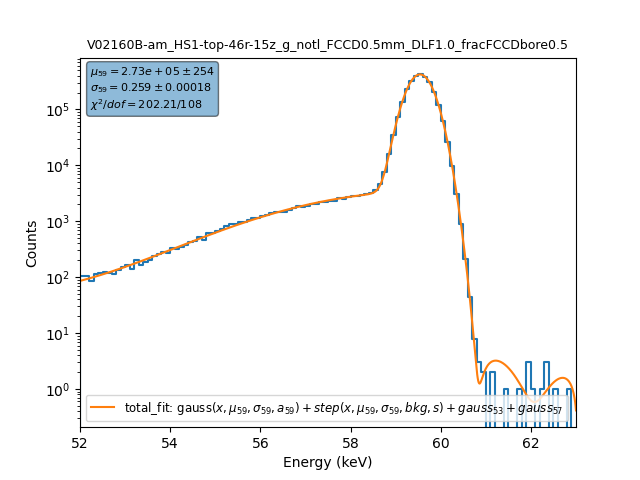 V02160B-am_HS1-top-46r-15z_g_notl_FCCD0.5mm_DLF1.0_fracFCCDbore0.5
μ₅₉ = 2.73e + 05 ± 254
σ₅₉ = 0.259 ± 0.00018
χ²/dof = 202.21/108
10⁵
10⁴
10³
10²
10¹
10⁰
Counts
total_fit: gauss(x, μ₅₉, σ₅₉, a₅₉) + step(x, μ₅₉, σ₅₉, bkg, s) + gauss₅₃ + gauss₅₇
52 54 56 58 60 62
Energy (keV)